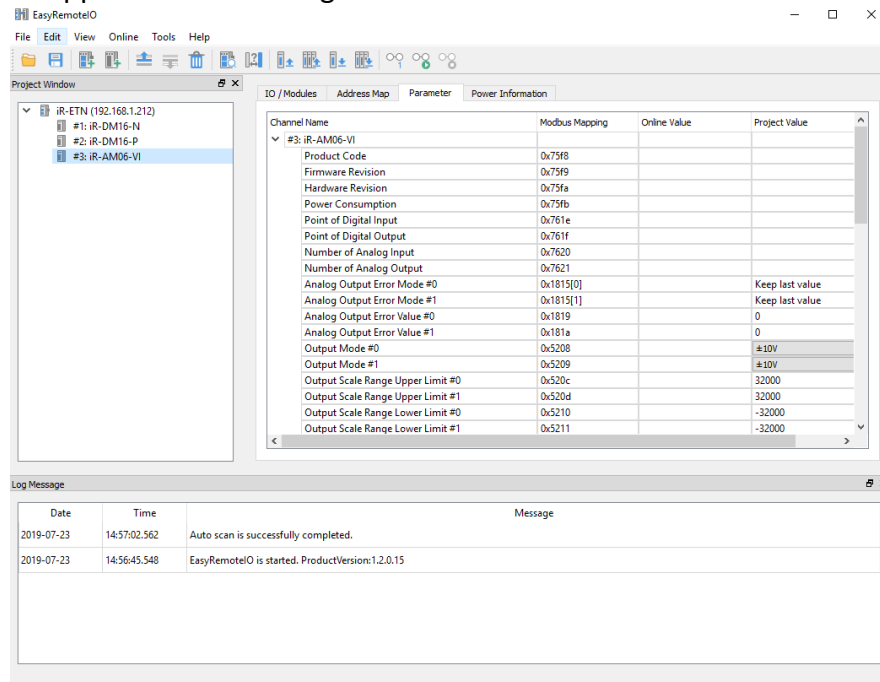 EasyRemoteIO
File Edit View Online Tools Help
Project Window
iR-ETN (192.168.1.212)
#1: iR-DM16-N
#2: iR-DM16-P
#3: iR-AM06-VI
IO / Modules Address Map Parameter Power Information
Channel Name Modbus Mapping Online Value Project Value
#3: iR-AM06-VI
Product Code 0x75f8
Firmware Revision 0x75f9
Hardware Revision 0x75fa
Power Consumption 0x75fb
Point of Digital Input 0x761e
Point of Digital Output 0x761f
Number of Analog Input 0x7620
Number of Analog Output 0x7621
Analog Output Error Mode #0 0x1815[0] Keep last value
Analog Output Error Mode #1 0x1815[1] Keep last value
Analog Output Error Value #0 0x1819 0
Analog Output Error Value #1 0x181a 0
Output Mode #0 0x5208 ±10V
Output Mode #1 0x5209 ±10V
Output Scale Range Upper Limit #0 0x520c 32000
Output Scale Range Upper Limit #1 0x520d 32000
Output Scale Range Lower Limit #0 0x5210 -32000
Output Scale Range Lower Limit #1 0x5211 -32000
Log Message
Date Time Message
2019-07-23 14:57:02.562 Auto scan is successfully completed.
2019-07-23 14:56:45.548 EasyRemoteIO is started. ProductVersion:1.2.0.15